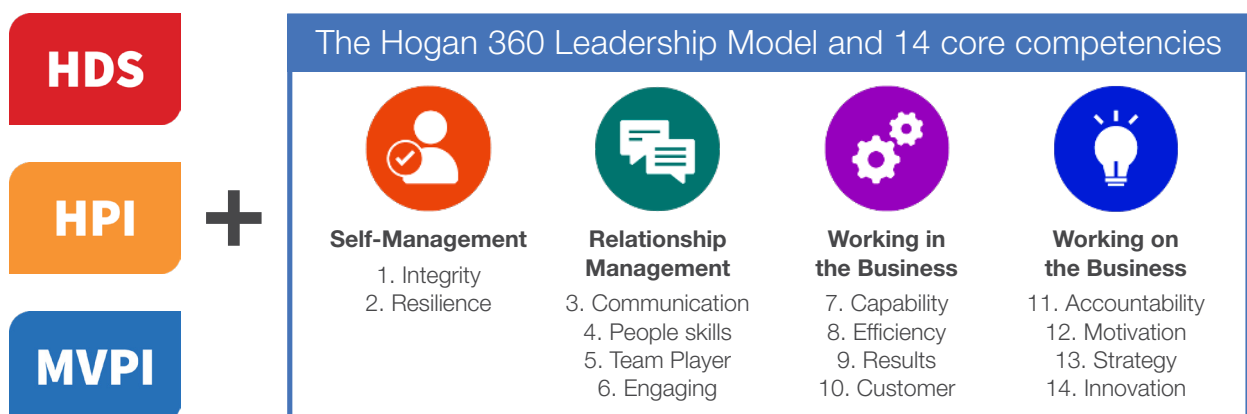 HDS
HPI
MVPI
+
The Hogan 360 Leadership Model and 14 core competencies
Self-Management
1. Integrity
2. Resilience
Relationship
Management
3. Communication
4. People skills
5. Team Player
6. Engaging
Working in
the Business
7. Capability
8. Efficiency
9. Results
10. Customer
Working on
the Business
11. Accountability
12. Motivation
13. Strategy
14. Innovation